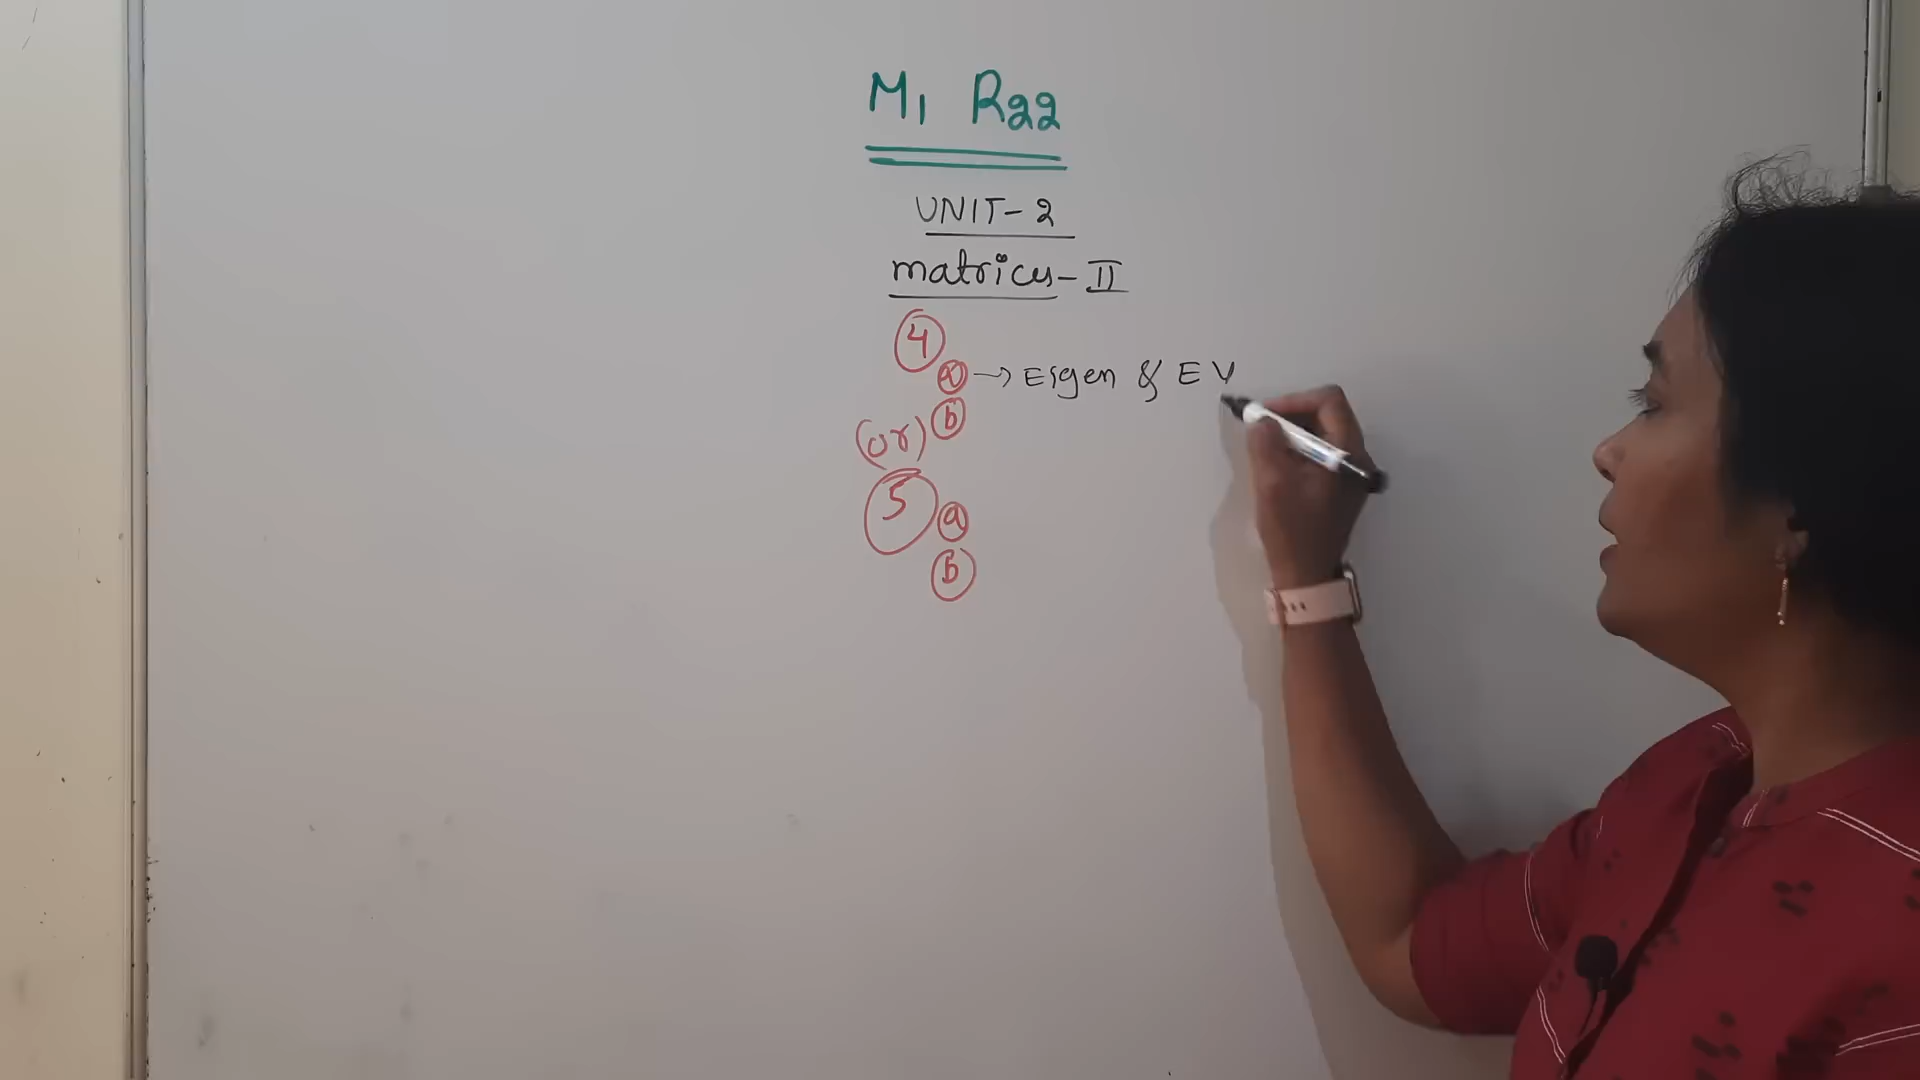 M1 R22
UNIT-2
matrices-II
4
a → Eigen & EV
b
(or)
5 a
b